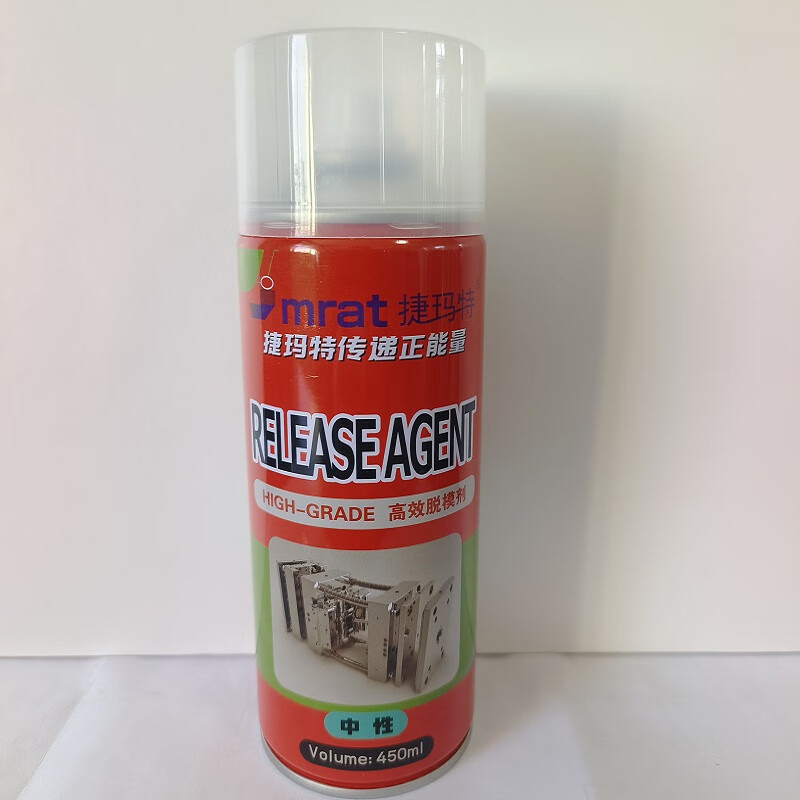 Jmrat 捷玛特
捷玛特传递正能量
RELEASE AGENT
HIGH-GRADE 高效脱模剂
中性
Volume: 450ml